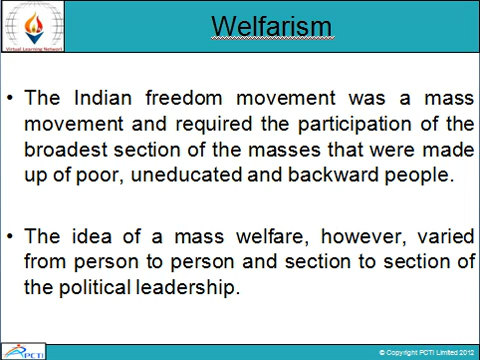 Welfarism
Virtual Learning Network
• The Indian freedom movement was a mass
movement and required the participation of the
broadest section of the masses that were made
up of poor, uneducated and backward people.
• The idea of a mass welfare, however, varied
from person to person and section to section of
the political leadership.
PCTI
© Copyright PCTI Limited 2012